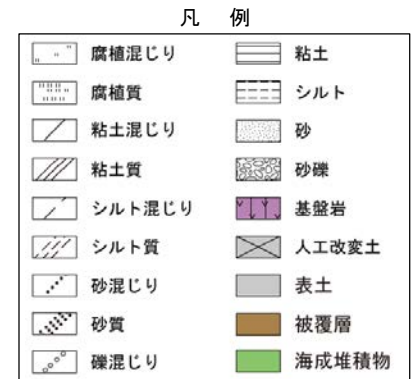 凡 例
腐植混じり
腐植質
粘土混じり
粘土質
シルト混じり
シルト質
砂混じり
砂質
礫混じり
粘土
シルト
砂
砂礫
基盤岩
人工改変土
表土
被覆層
海成堆積物